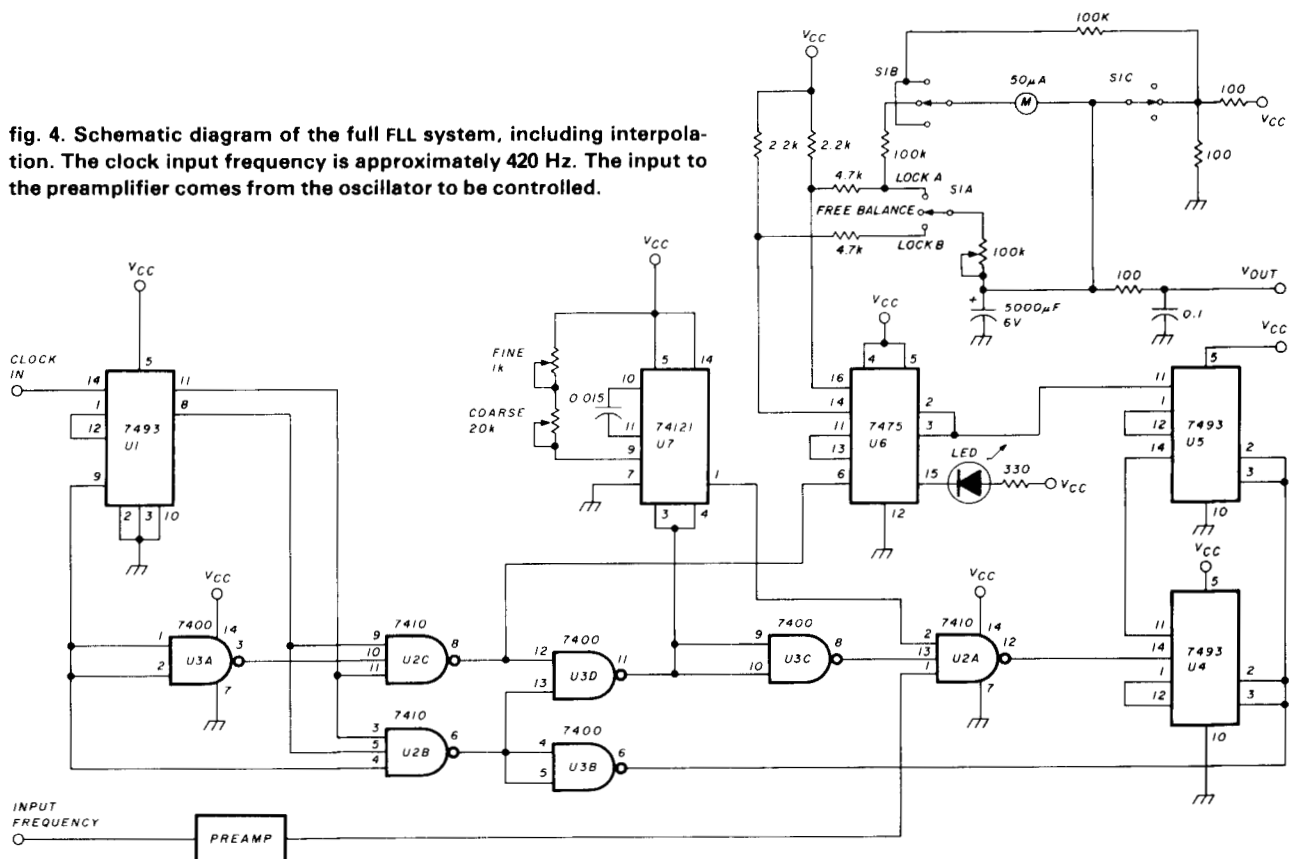 fig. 4. Schematic diagram of the full FLL system, including interpola-
tion. The clock input frequency is approximately 420 Hz. The input to
the preamplifier comes from the oscillator to be controlled.
100K
VCC
S1B
50µA
S1C
M
100
VCC
2.2k
2.2k
100k
100
4.7k
LOCK A
S1A
FREE BALANCE
4.7k
LOCK B
100k
VCC
VCC
100
VOUT
+
5000µF
6V
0.1
VCC
VCC
CLOCK
IN
5
14
11
1
8
12
7493
U1
9
2
3
10
FINE
1k
0.015
COARSE
20k
5
14
10
11
74121
U7
9
7
1
3
4
4
5
16
14
2
7475
3
11
U6
13
LED
330
6
15
VCC
12
5
11
1
12
7493
U5
14
2
3
10
VCC
VCC
VCC
7400
14
1
3
2
U3A
7
7410
9
8
10
U2C
11
7400
12
11
13
U3D
7400
9
8
10
U3C
7410
14
2
12
13
U2A
1
7
5
11
14
7493
U4
1
2
12
3
10
7410
3
6
5
U2B
4
7400
4
6
5
U3B
INPUT
FREQUENCY
PREAMP